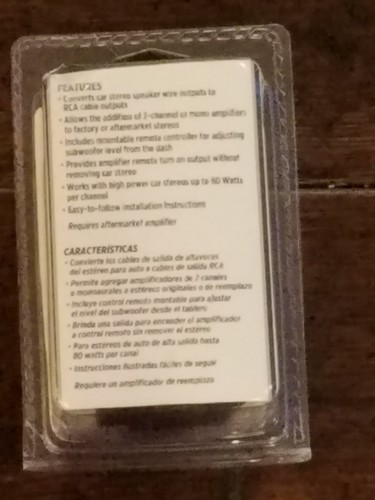 FEATURES
• Converts car stereo speaker wire outputs to
RCA cable outputs
• Allows the addition of 2-channel or mono amplifiers
to factory or aftermarket stereos
• Includes mountable remote controller for adjusting
subwoofer level from the dash
• Provides amplifier remote turn on output without
removing car stereo
• Works with high power car stereos up to 80 Watts
per channel
• Easy-to-follow installation instructions
Requires aftermarket amplifier
CARACTERÍSTICAS
• Convierte los cables de salida de altavoces
del estéreo para auto a cables de salida RCA
• Permite agregar amplificadores de 2 canales
o monoaurales a estéreos originales o de reemplazo
• Incluye control remoto montable para ajustar
el nivel del subwoofer desde el tablero
• Brinda una salida para encender el amplificador
a control remoto sin remover el estéreo
• Para estéreos de auto de alta salida hasta
80 watts por canal
• Instrucciones ilustradas fáciles de seguir
Requiere un amplificador de reemplazo